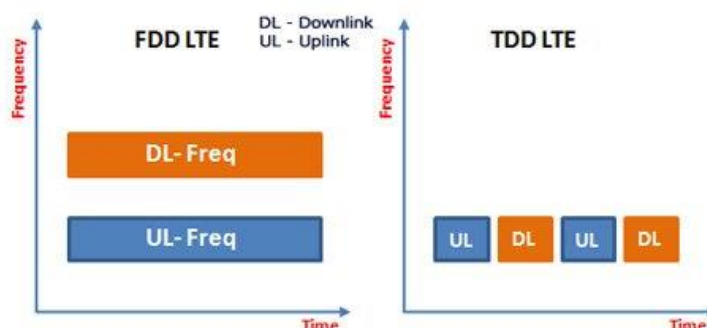 FDD LTE
DL - Downlink
UL - Uplink
TDD LTE
Frequency
DL- Freq
UL- Freq
Time
Frequency
UL DL UL DL
Time